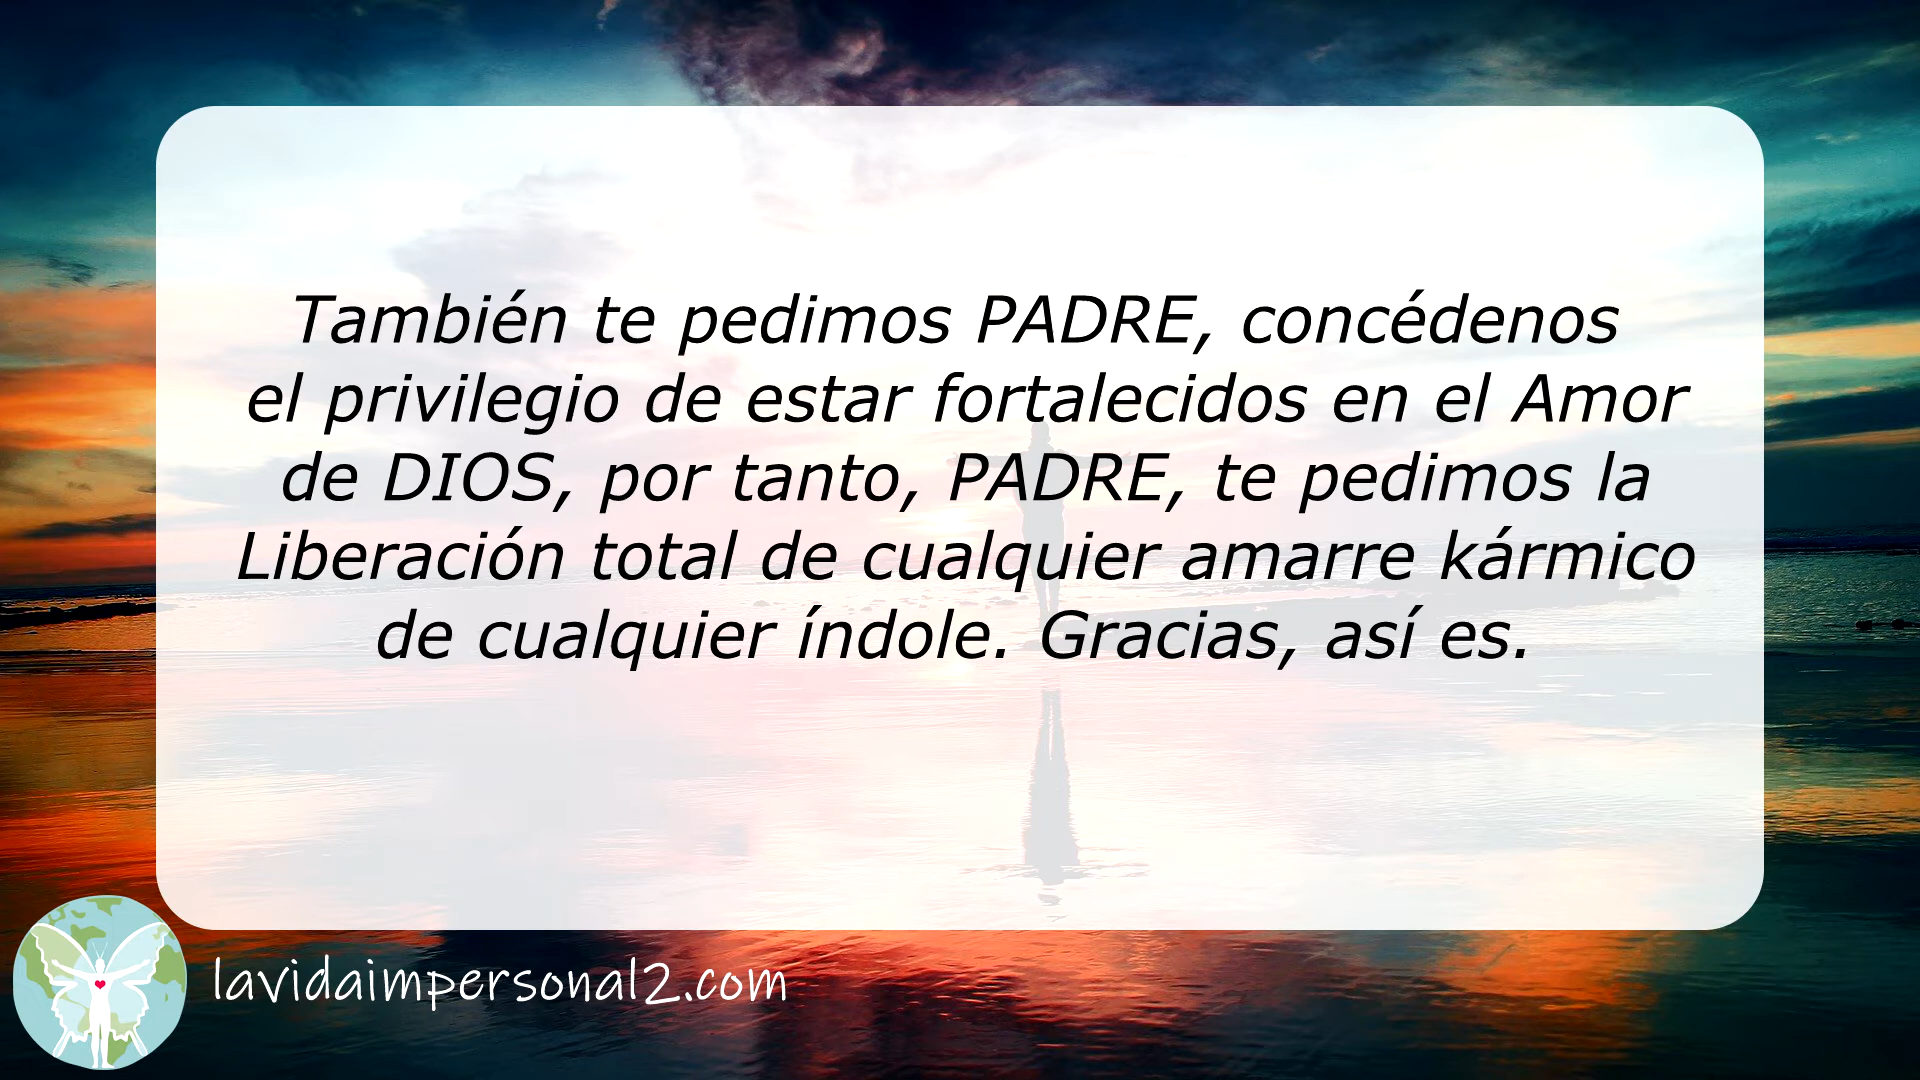 También te pedimos PADRE, concédenos
el privilegio de estar fortalecidos en el Amor
de DIOS, por tanto, PADRE, te pedimos la
Liberación total de cualquier amarre kármico
de cualquier índole. Gracias, así es.
lavidaimpersonal2.com